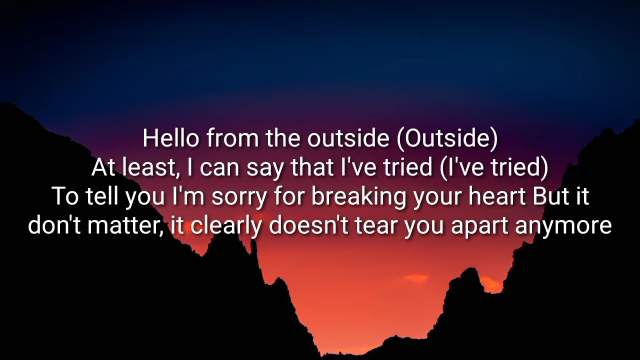 Hello from the outside (Outside)
At least, I can say that I've tried (I've tried)
To tell you I'm sorry for breaking your heart But it
don't matter, it clearly doesn't tear you apart anymore